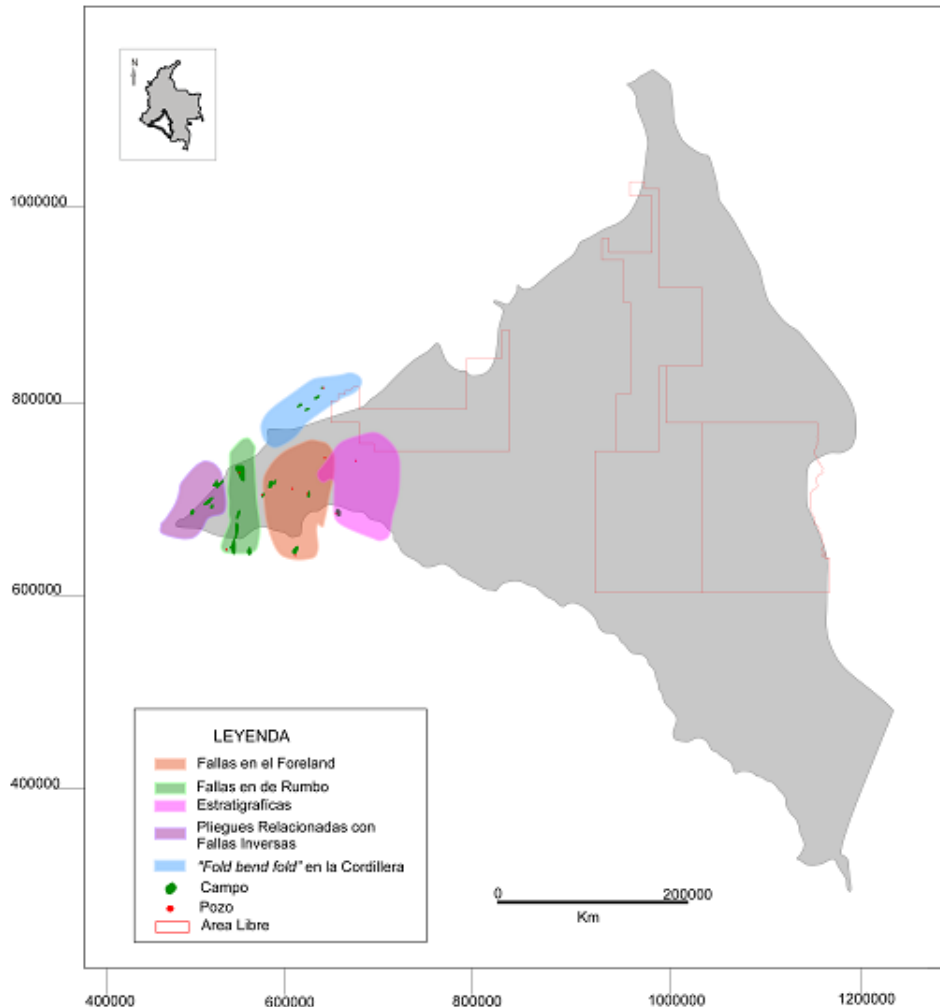 N
1000000
800000
600000
400000
LEYENDA
Fallas en el Foreland
Fallas en de Rumbo
Estratigraficas
Pliegues Relacionadas con
Fallas Inversas
"Fold bend fold" en la Cordillera
Campo
Pozo
Area Libre
0 200000
Km
400000 600000 800000 1000000 1200000